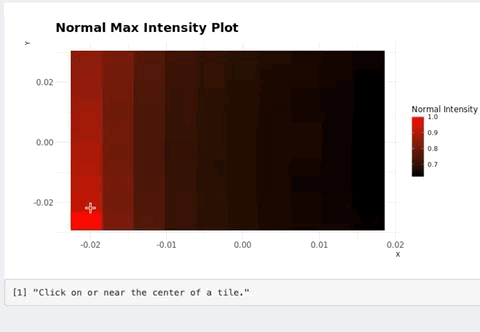 Normal Max Intensity Plot
Y
0.02
0.00
-0.02
-0.02
-0.01
0.00
0.01
0.02
X
Normal Intensity
1.0
0.9
0.8
0.7
[1] "Click on or near the center of a tile."